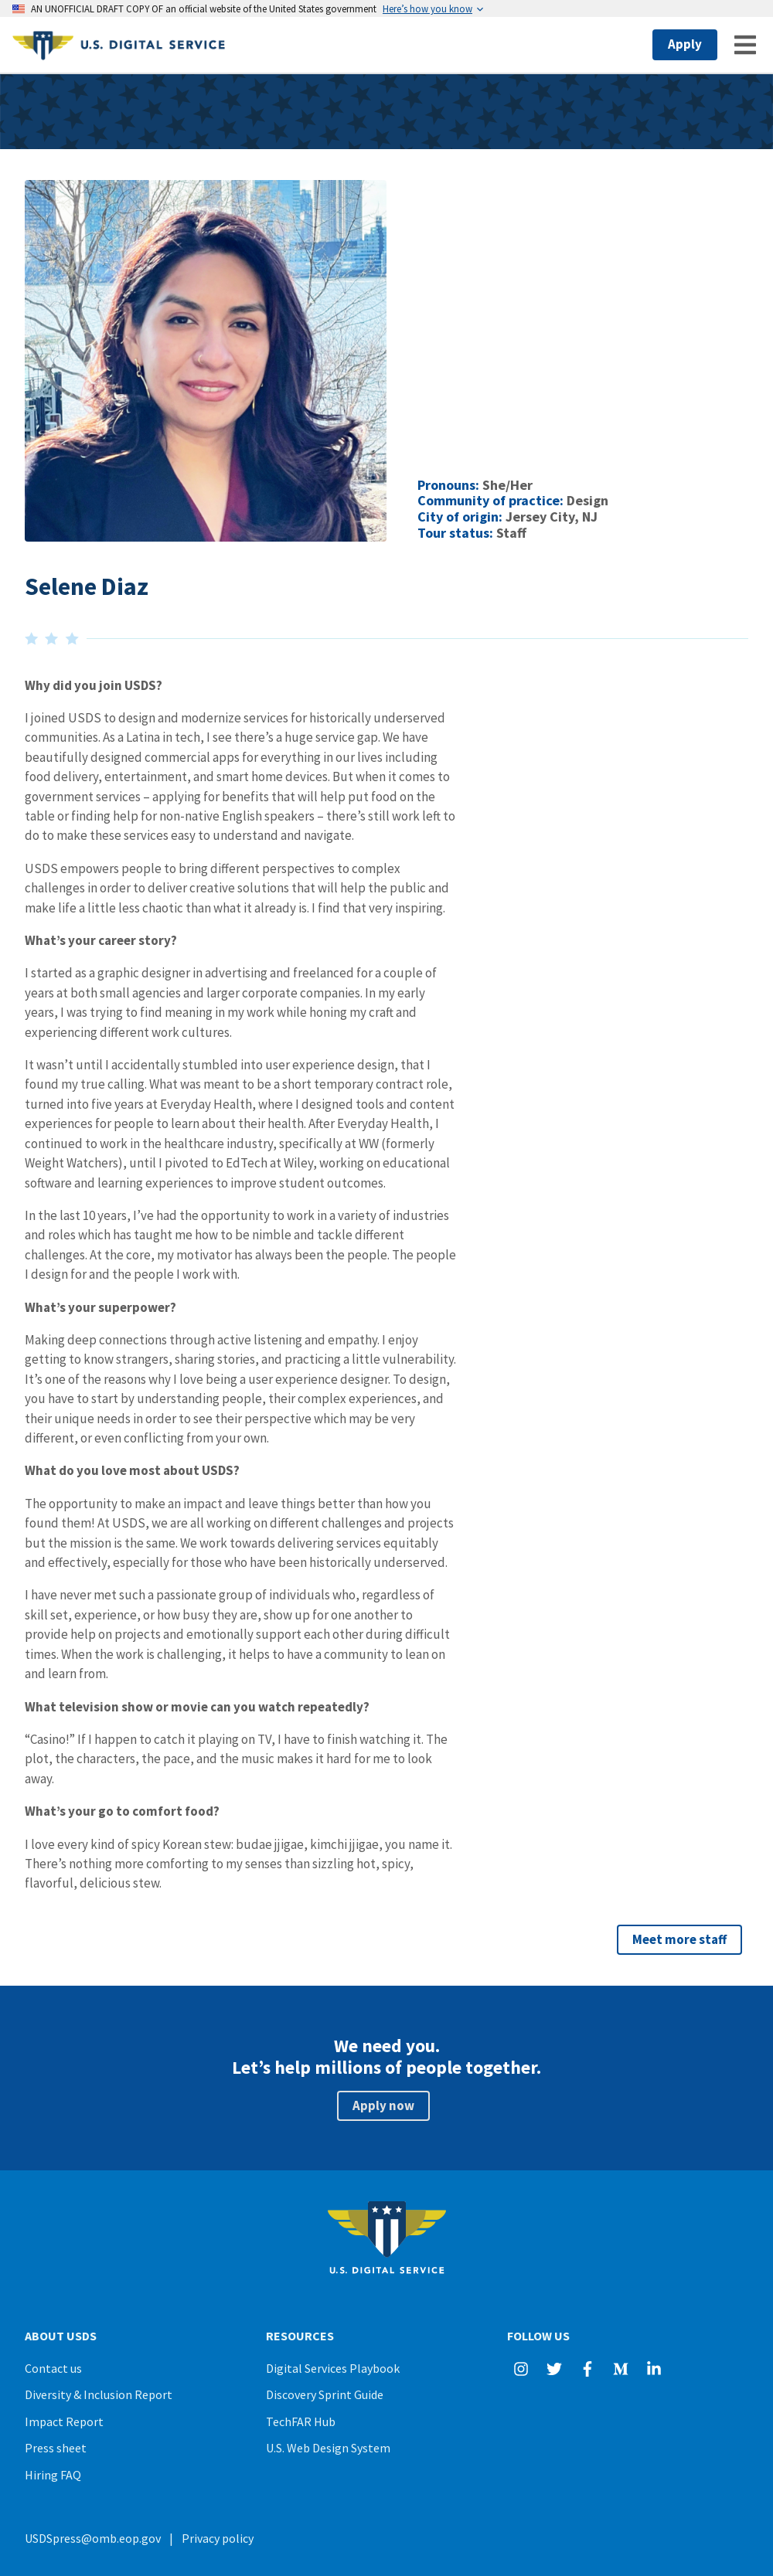 AN UNOFFICIAL DRAFT COPY OF an official website of the United States government Here's how you know
U.S. DIGITAL SERVICE
Apply
Pronouns: She/Her
Community of practice: Design
City of origin: Jersey City, NJ
Tour status: Staff
Selene Diaz
Why did you join USDS?
I joined USDS to design and modernize services for historically underserved
communities. As a Latina in tech, I see there's a huge service gap. We have
beautifully designed commercial apps for everything in our lives including
food delivery, entertainment, and smart home devices. But when it comes to
government services – applying for benefits that will help put food on the
table or finding help for non-native English speakers – there's still work left to
do to make these services easy to understand and navigate.
USDS empowers people to bring different perspectives to complex
challenges in order to deliver creative solutions that will help the public and
make life a little less chaotic than what it already is. I find that very inspiring.
What's your career story?
I started as a graphic designer in advertising and freelanced for a couple of
years at both small agencies and larger corporate companies. In my early
years, I was trying to find meaning in my work while honing my craft and
experiencing different work cultures.
It wasn't until I accidentally stumbled into user experience design, that I
found my true calling. What was meant to be a short temporary contract role,
turned into five years at Everyday Health, where I designed tools and content
experiences for people to learn about their health. After Everyday Health, I
continued to work in the healthcare industry, specifically at WW (formerly
Weight Watchers), until I pivoted to EdTech at Wiley, working on educational
software and learning experiences to improve student outcomes.
In the last 10 years, I've had the opportunity to work in a variety of industries
and roles which has taught me how to be nimble and tackle different
challenges. At the core, my motivator has always been the people. The people
I design for and the people I work with.
What's your superpower?
Making deep connections through active listening and empathy. I enjoy
getting to know strangers, sharing stories, and practicing a little vulnerability.
It's one of the reasons why I love being a user experience designer. To design,
you have to start by understanding people, their complex experiences, and
their unique needs in order to see their perspective which may be very
different, or even conflicting from your own.
What do you love most about USDS?
The opportunity to make an impact and leave things better than how you
found them! At USDS, we are all working on different challenges and projects
but the mission is the same. We work towards delivering services equitably
and effectively, especially for those who have been historically underserved.
I have never met such a passionate group of individuals who, regardless of
skill set, experience, or how busy they are, show up for one another to
provide help on projects and emotionally support each other during difficult
times. When the work is challenging, it helps to have a community to lean on
and learn from.
What television show or movie can you watch repeatedly?
“Casino!” If I happen to catch it playing on TV, I have to finish watching it. The
plot, the characters, the pace, and the music makes it hard for me to look
away.
What's your go to comfort food?
I love every kind of spicy Korean stew: budae jjigae, kimchi jjigae, you name it.
There's nothing more comforting to my senses than sizzling hot, spicy,
flavorful, delicious stew.
Meet more staff
We need you.
Let's help millions of people together.
Apply now
U.S. DIGITAL SERVICE
ABOUT USDS
Contact us
Diversity & Inclusion Report
Impact Report
Press sheet
Hiring FAQ
RESOURCES
Digital Services Playbook
Discovery Sprint Guide
TechFAR Hub
U.S. Web Design System
FOLLOW US
USDSpress@omb.eop.gov | Privacy policy